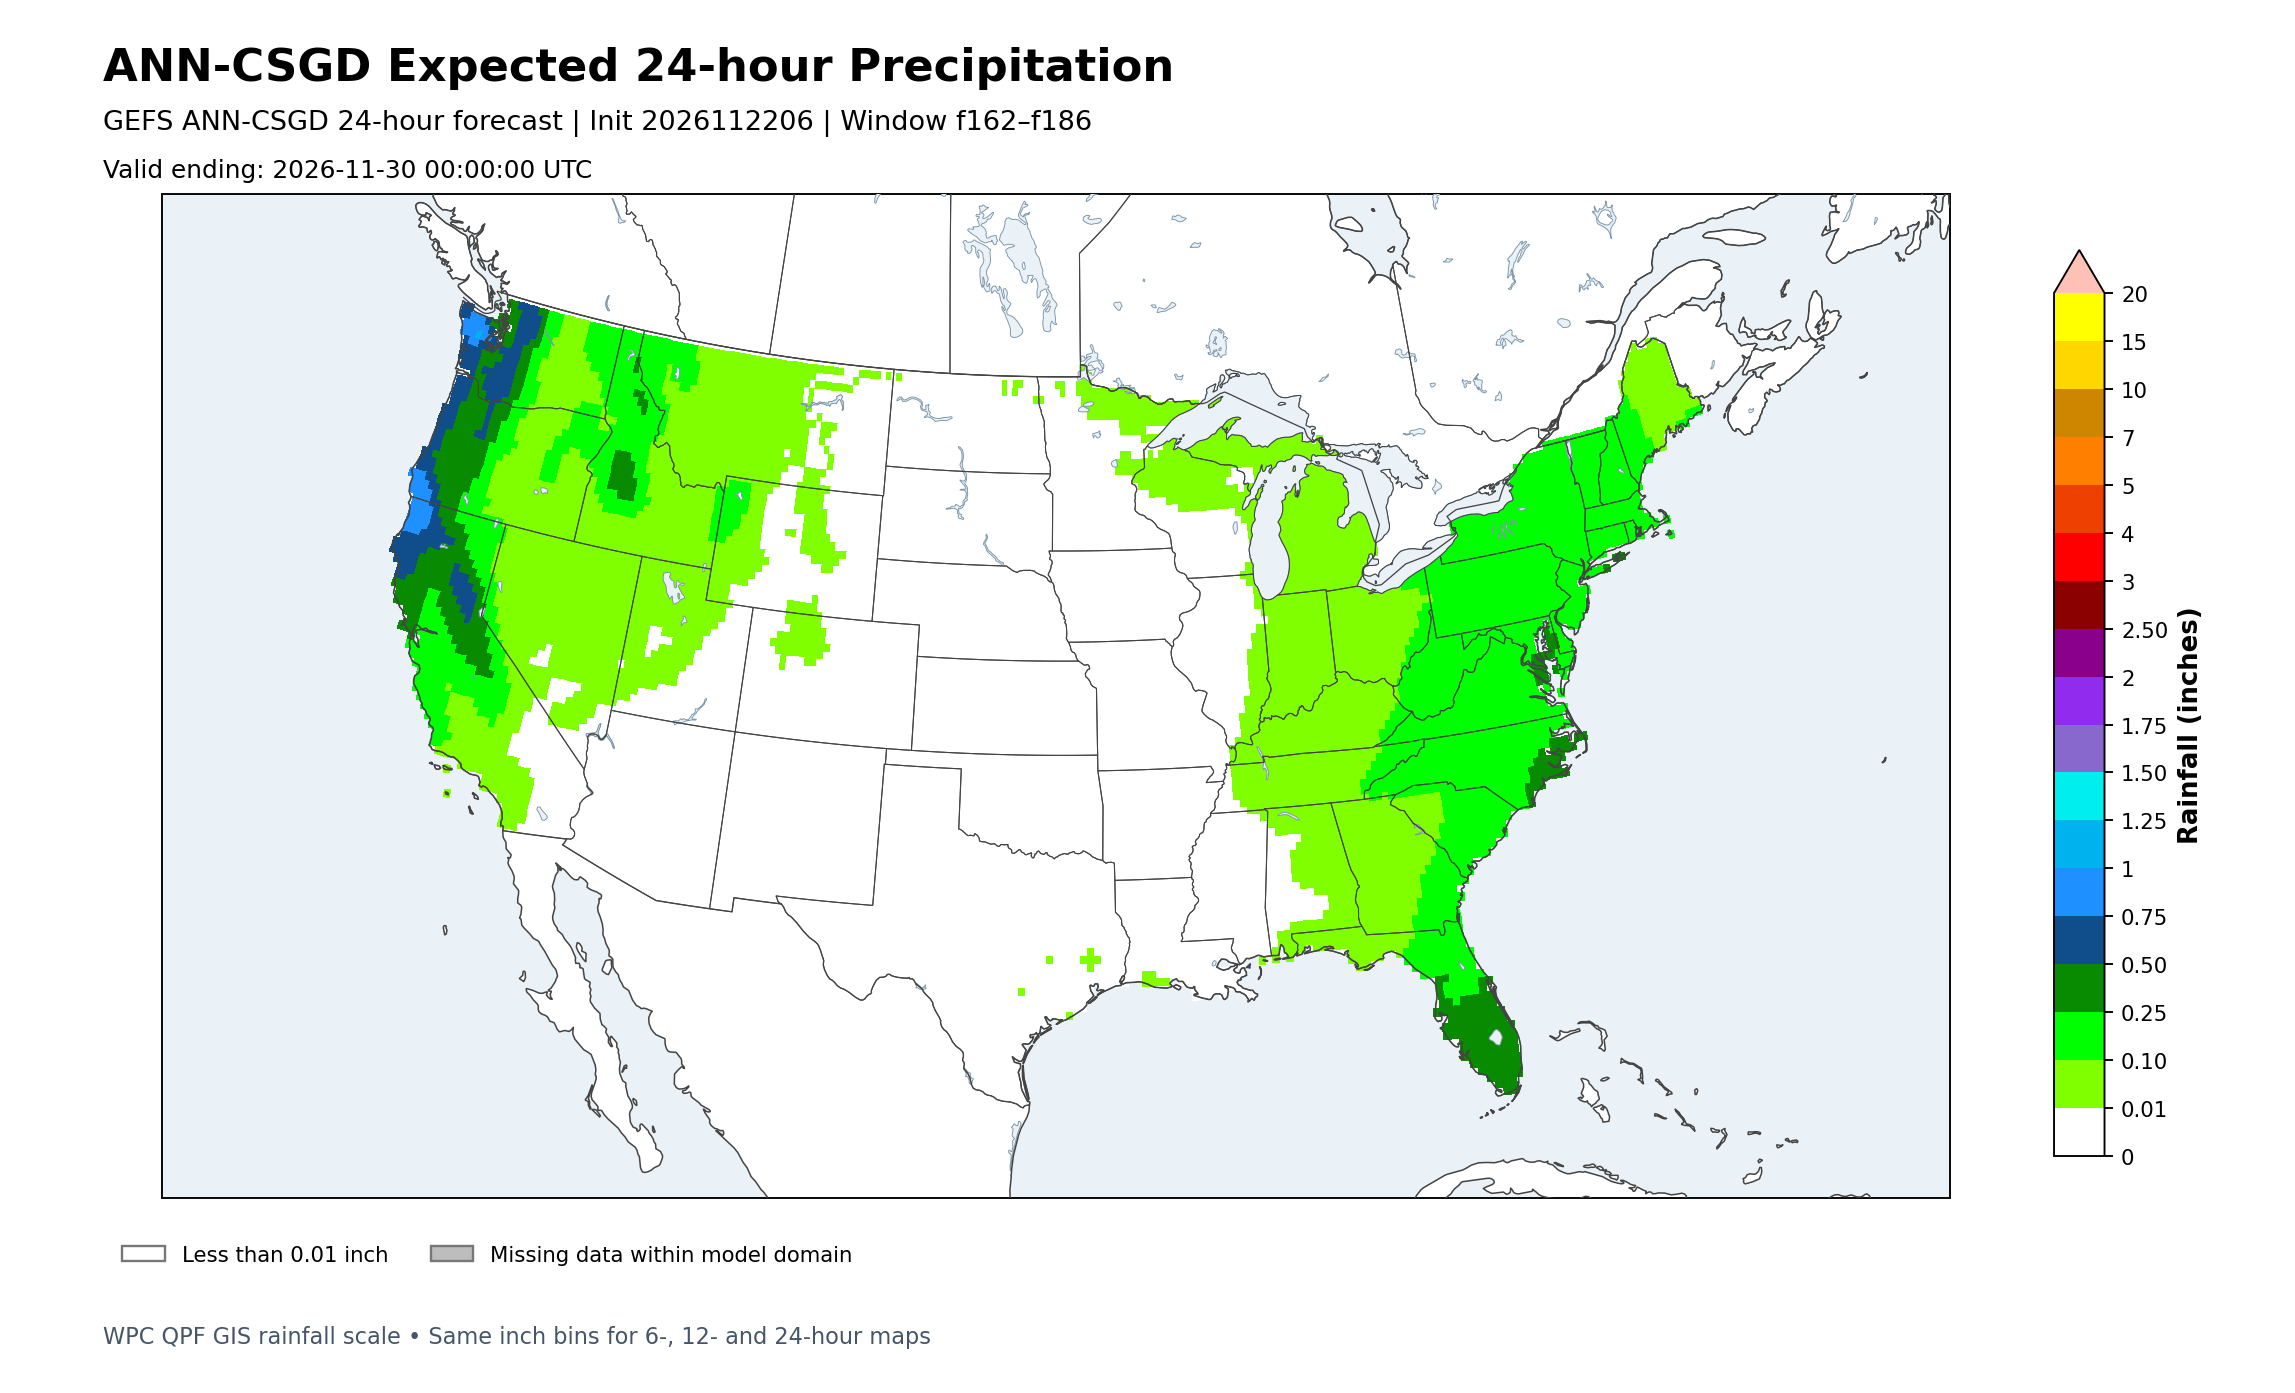 ANN-CSGD Expected 24-hour Precipitation
GEFS ANN-CSGD 24-hour forecast | Init 2026112206 | Window f162–f186
Valid ending: 2026-11-30 00:00:00 UTC
20
15
10
7
5
4
3
2.50
2
1.75
1.50
1.25
1
0.75
0.50
0.25
0.10
0.01
0
Rainfall (inches)
Less than 0.01 inch
Missing data within model domain
WPC QPF GIS rainfall scale • Same inch bins for 6-, 12- and 24-hour maps